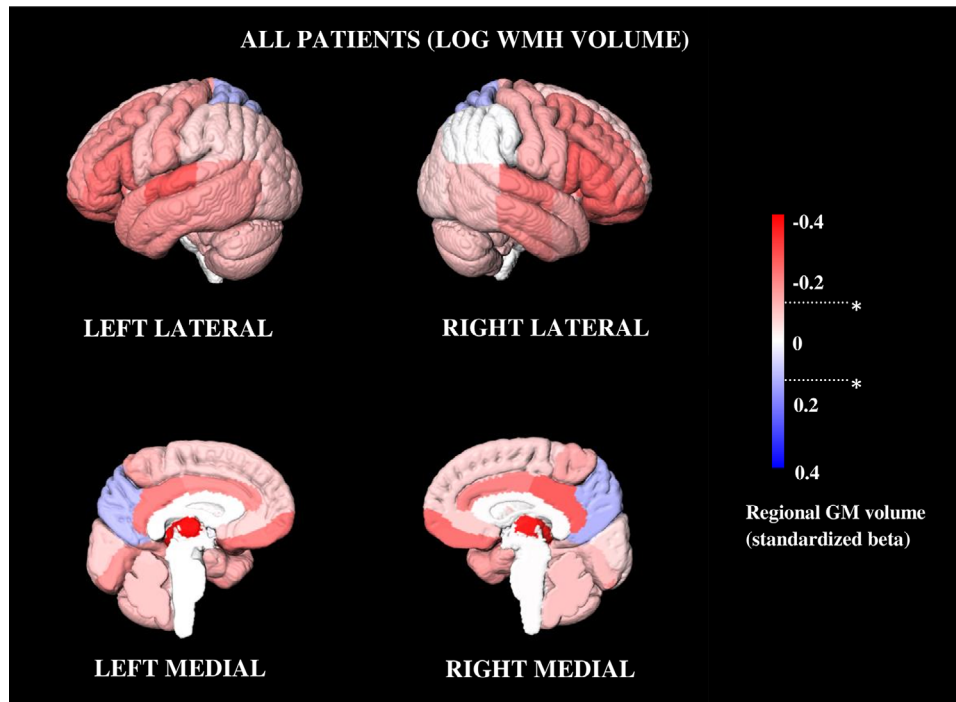 ALL PATIENTS (LOG WMH VOLUME)
LEFT LATERAL
RIGHT LATERAL
-0.4
-0.2
*
0
*
0.2
0.4
Regional GM volume
(standardized beta)
LEFT MEDIAL
RIGHT MEDIAL